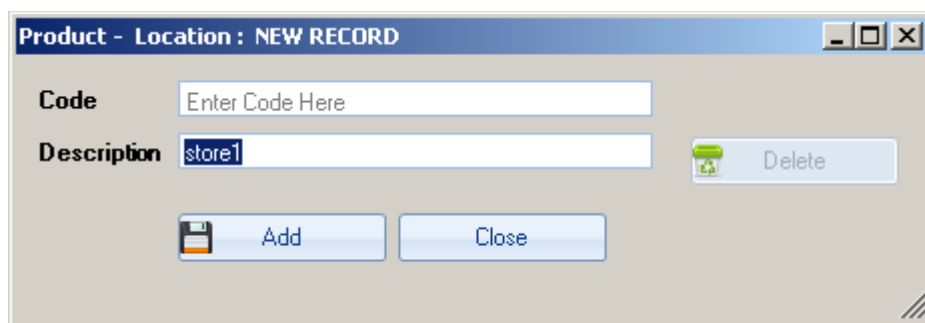 Product - Location : NEW RECORD
Code
Enter Code Here
Description
store1
Delete
Add
Close